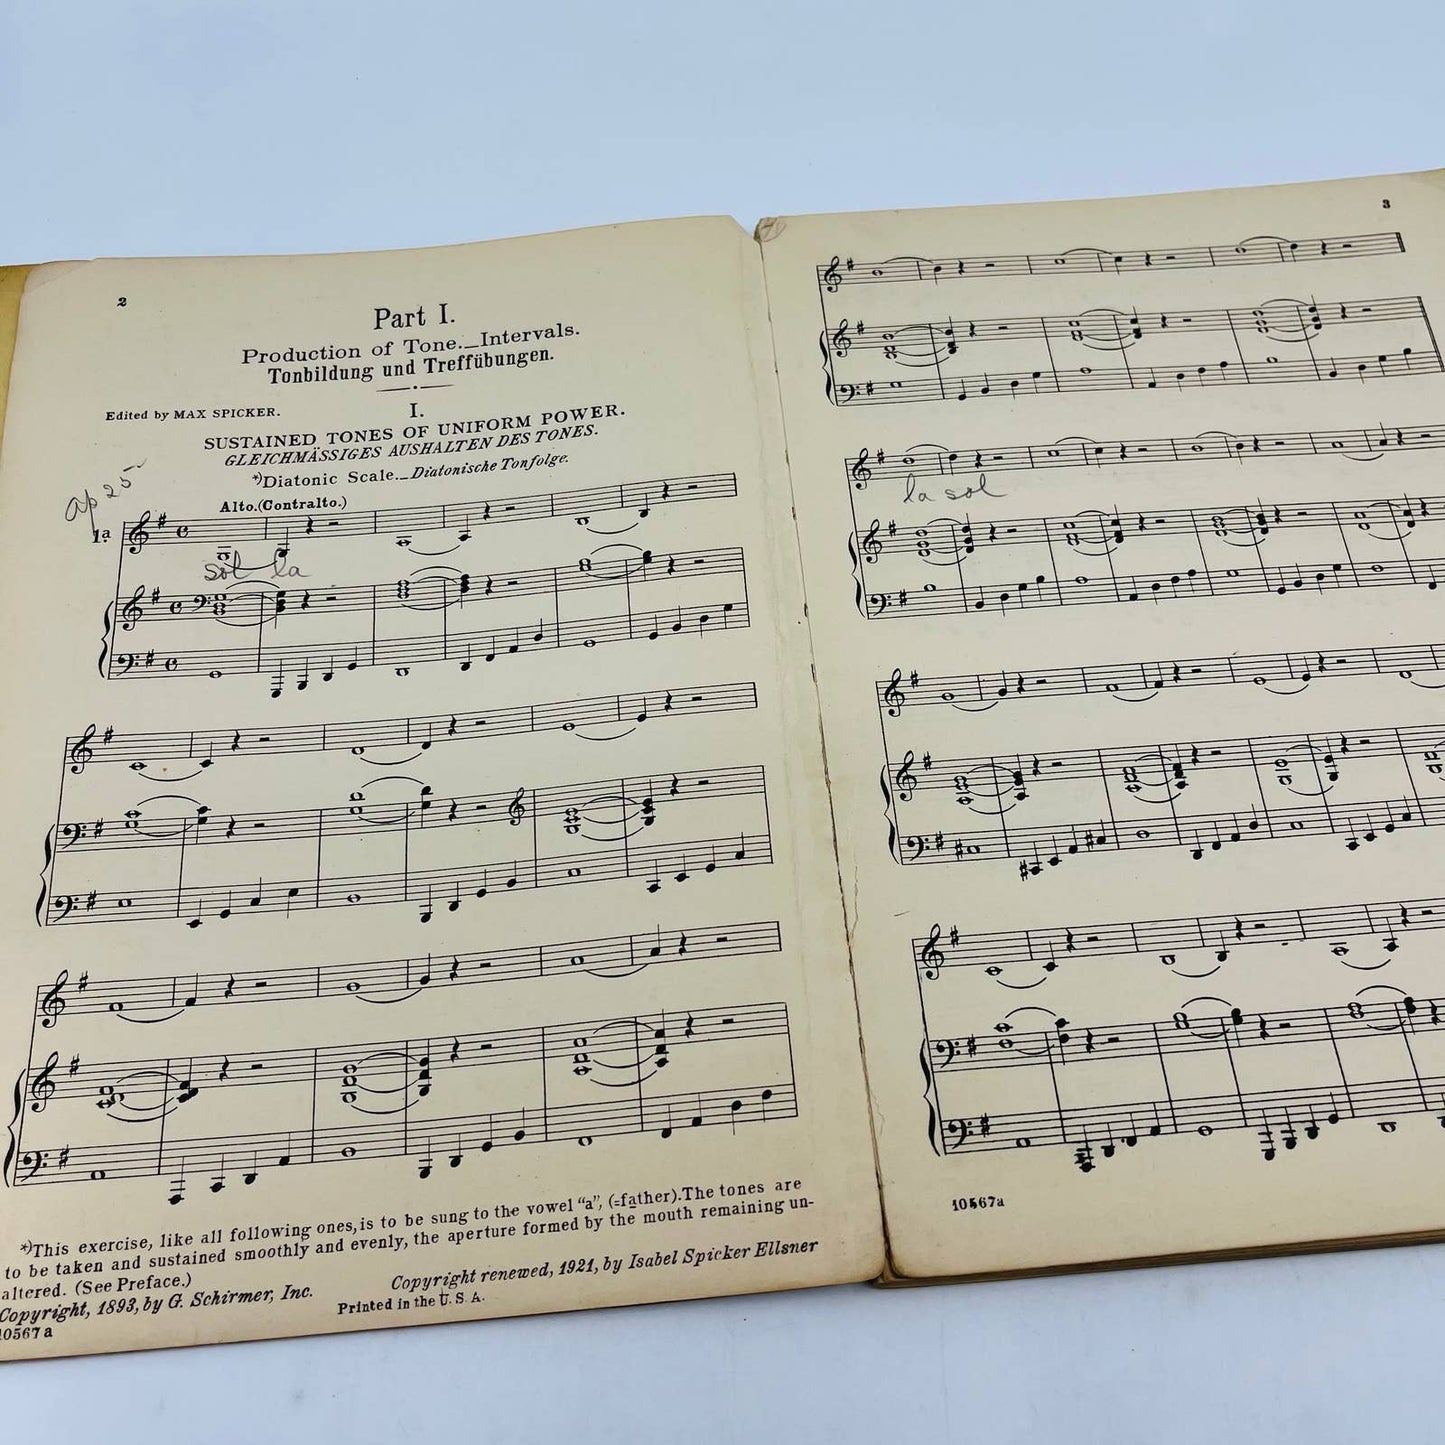 2
Part I.
Production of Tone._Intervals.
Tonbildung und Treffübungen.
Edited by MAX SPICKER.
I.
SUSTAINED TONES OF UNIFORM POWER.
GLEICHMÄSSIGES AUSHALTEN DES TONES.
*)Diatonic Scale._Diatonische Tonfolge.
ap 25
Alto.(Contralto.)
1a
sol la
*)This exercise, like all following ones, is to be sung to the vowel “a”, (=father). The tones are
to be taken and sustained smoothly and evenly, the aperture formed by the mouth remaining un-
altered. (See Preface.)
Copyright, 1893, by G. Schirmer, Inc.
Copyright renewed, 1921, by Isabel Spicker Ellsner
Printed in the U. S. A.
10567a
3
la sol
10567a